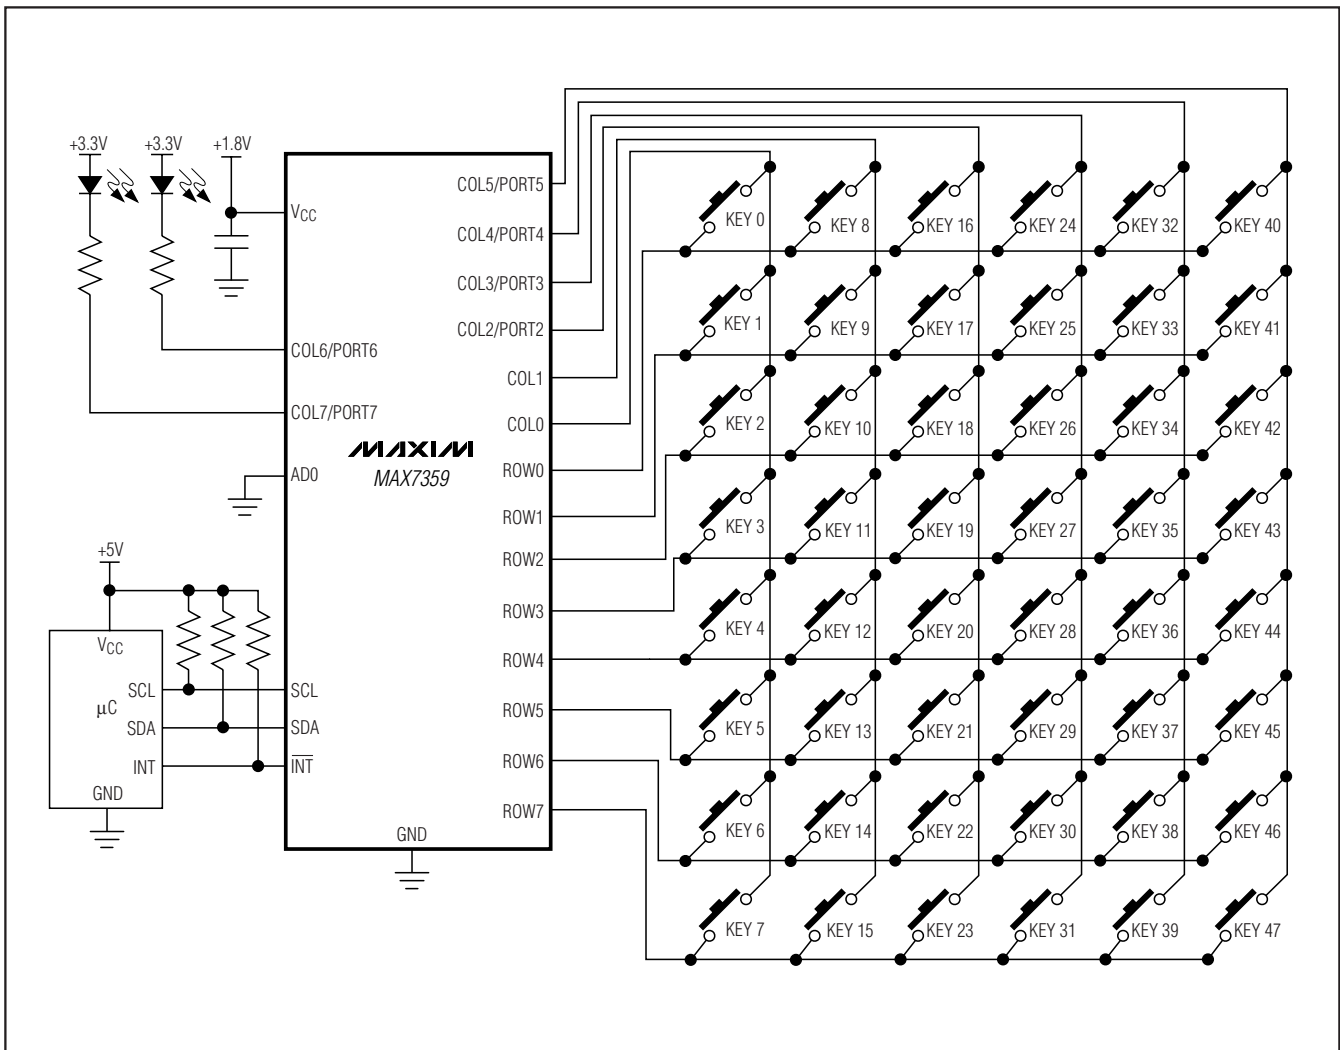 +3.3V +3.3V +1.8V
VCC
COL6/PORT6
COL7/PORT7
AD0
COL5/PORT5
COL4/PORT4
COL3/PORT3
COL2/PORT2
COL1
COL0
MAXIM
MAX7359
ROW0
ROW1
ROW2
ROW3
ROW4
ROW5
ROW6
ROW7
GND
+5V
VCC
μC
SCL
SDA
INT
GND
SCL
SDA
INT
KEY 0 KEY 8 KEY 16 KEY 24 KEY 32 KEY 40
KEY 1 KEY 9 KEY 17 KEY 25 KEY 33 KEY 41
KEY 2 KEY 10 KEY 18 KEY 26 KEY 34 KEY 42
KEY 3 KEY 11 KEY 19 KEY 27 KEY 35 KEY 43
KEY 4 KEY 12 KEY 20 KEY 28 KEY 36 KEY 44
KEY 5 KEY 13 KEY 21 KEY 29 KEY 37 KEY 45
KEY 6 KEY 14 KEY 22 KEY 30 KEY 38 KEY 46
KEY 7 KEY 15 KEY 23 KEY 31 KEY 39 KEY 47